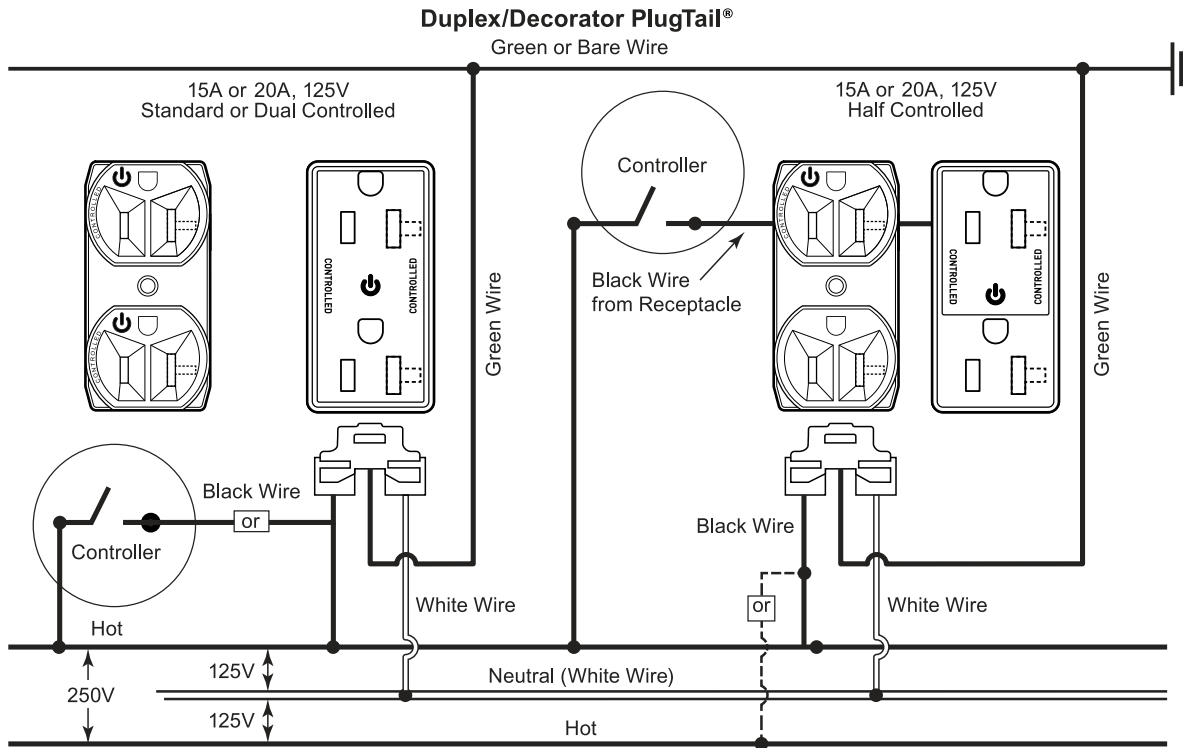 Duplex/Decorator PlugTail®
Green or Bare Wire
15A or 20A, 125V
Standard or Dual Controlled
15A or 20A, 125V
Half Controlled
CONTROLLED
CONTROLLED
CONTROLLED
CONTROLLED
Green Wire
Controller
Black Wire
from Receptacle
CONTROLLED
CONTROLLED
CONTROLLED
Green Wire
Black Wire
or
Controller
White Wire
Black Wire
or
White Wire
Hot
250V
125V
Neutral (White Wire)
125V
Hot